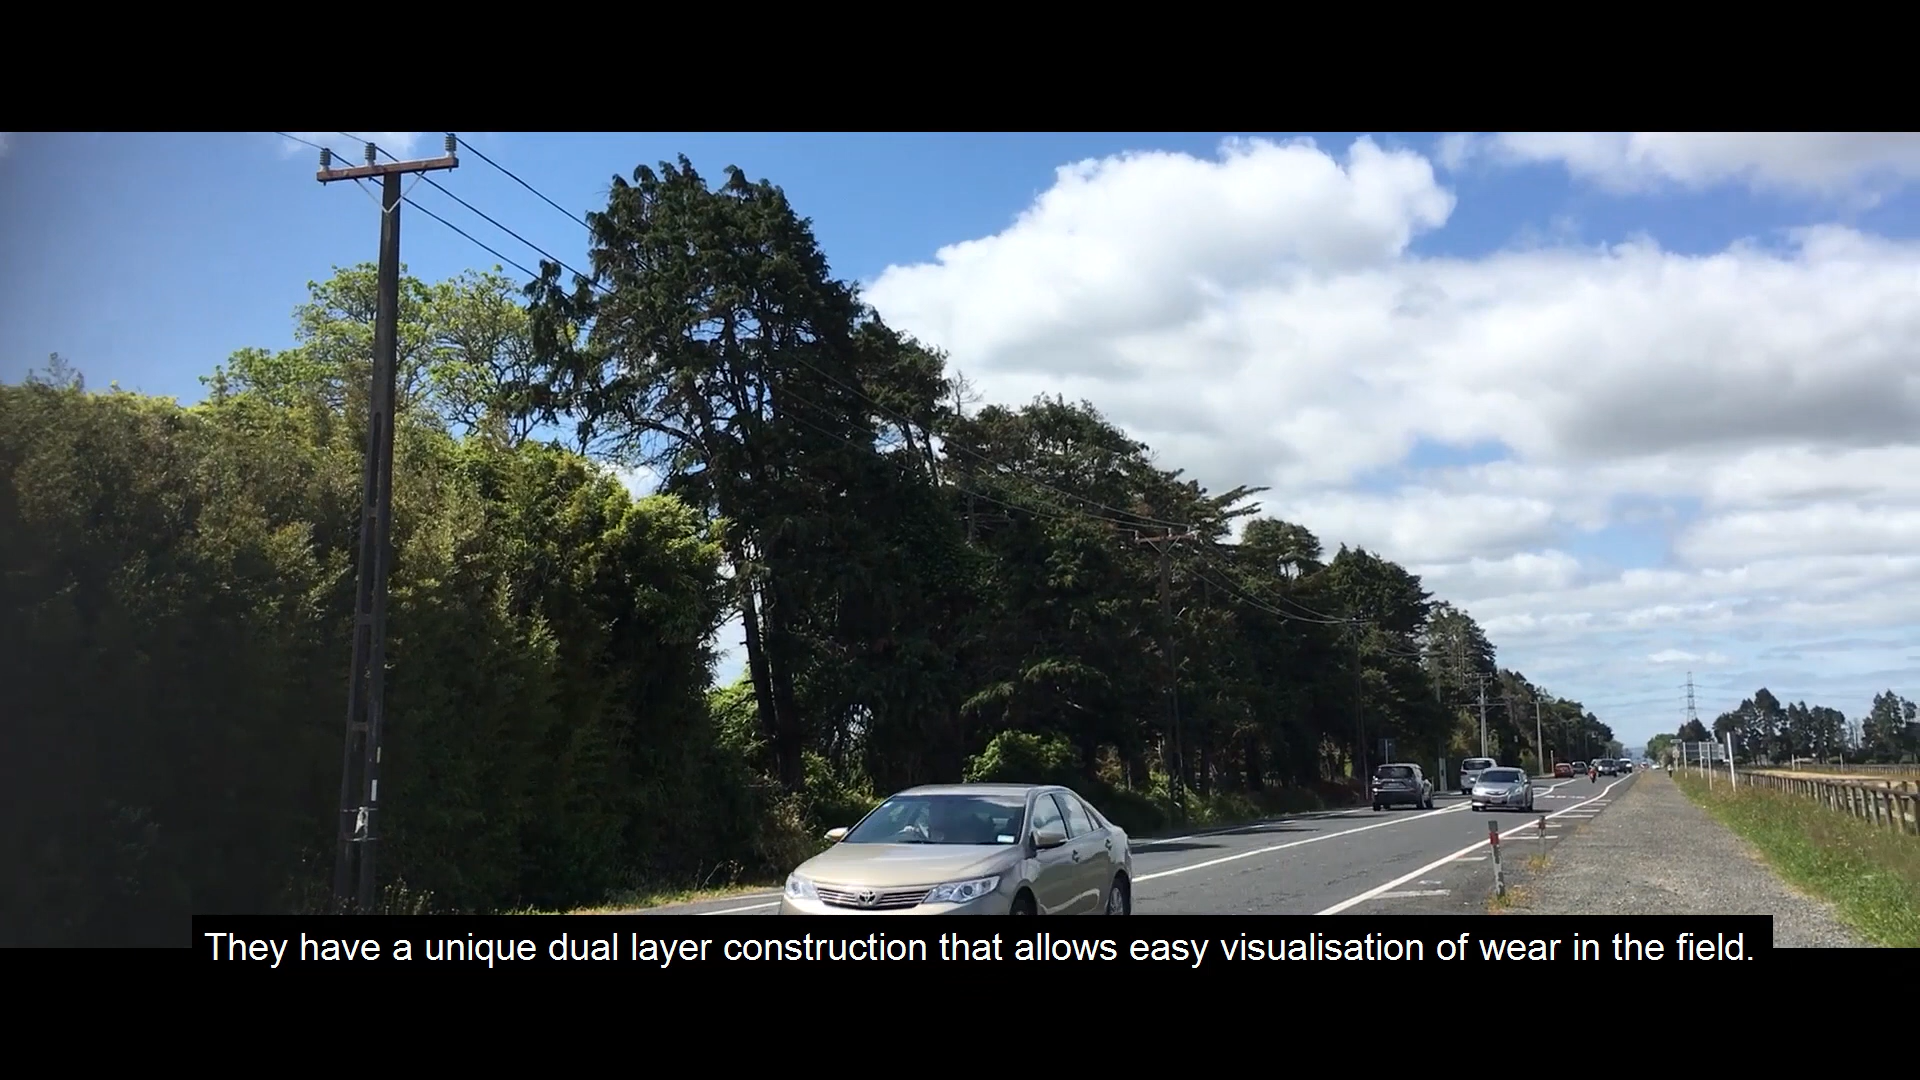 They have a unique dual layer construction that allows easy visualisation of wear in the field.